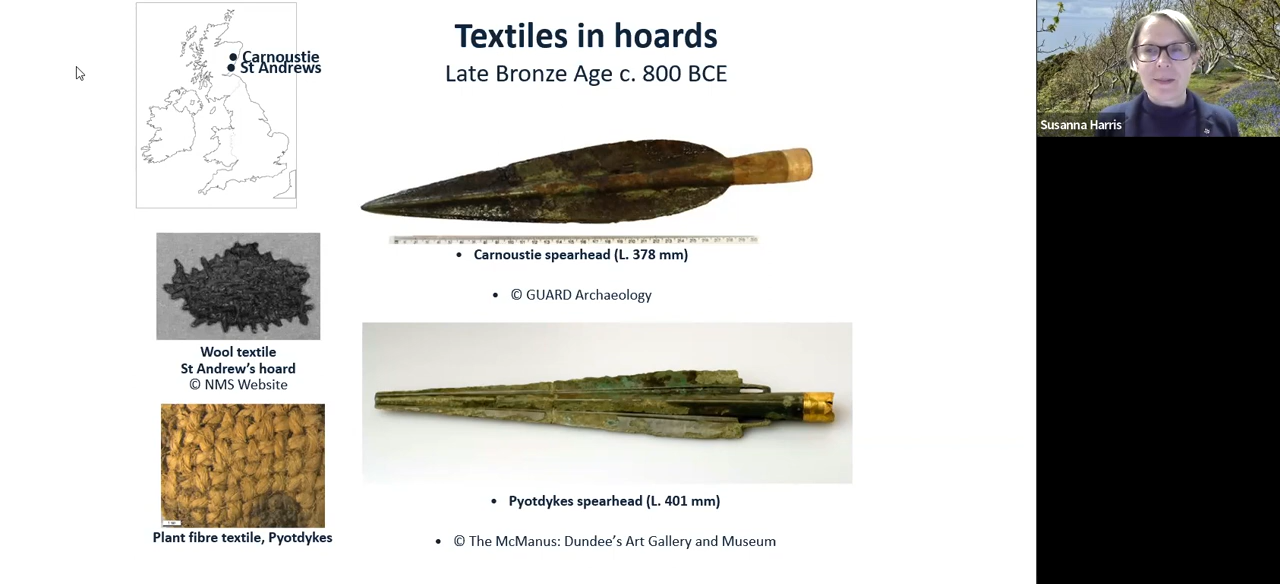 Textiles in hoards
Late Bronze Age c. 800 BCE
Carnoustie
St Andrews
Susanna Harris
• Carnoustie spearhead (L. 378 mm)
• © GUARD Archaeology
Wool textile
St Andrew’s hoard
© NMS Website
• Pyotdykes spearhead (L. 401 mm)
Plant fibre textile, Pyotdykes
• © The McManus: Dundee’s Art Gallery and Museum